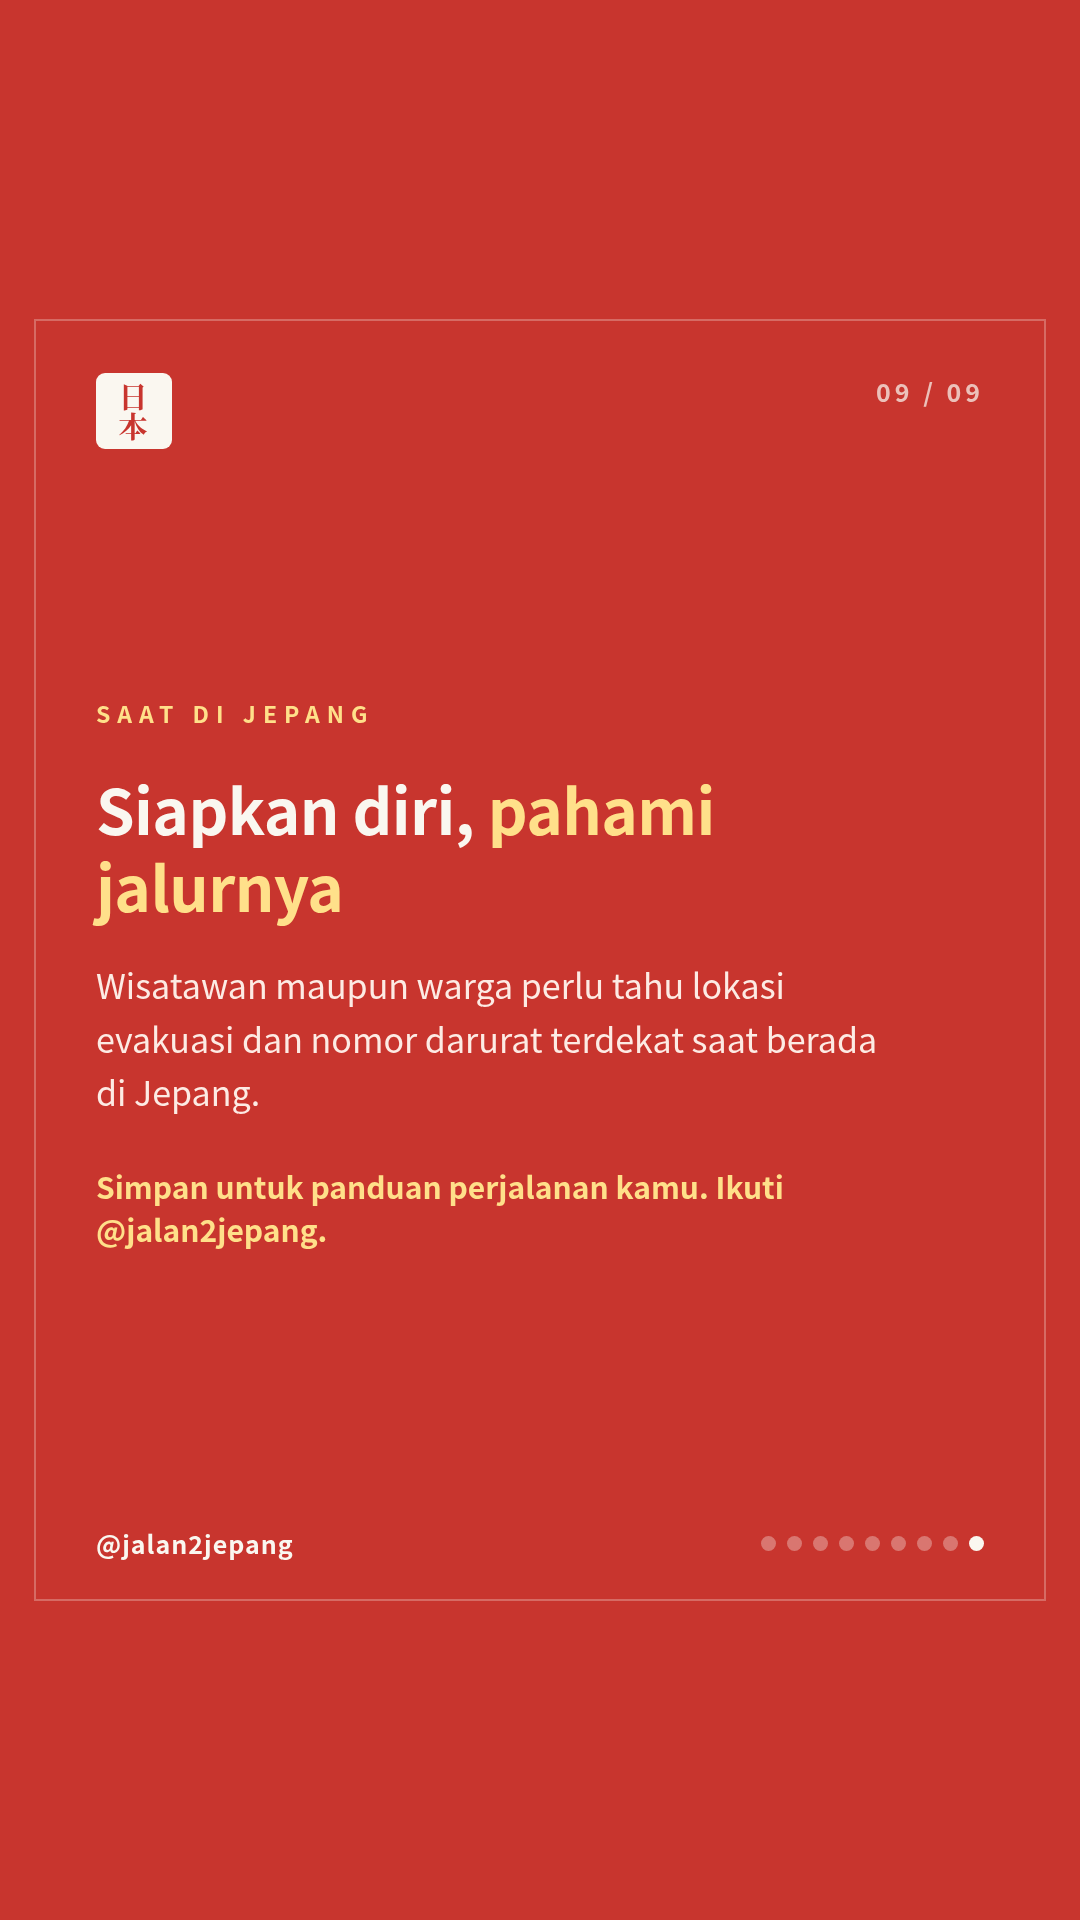 日本
09 / 09
SAAT DI JEPANG
Siapkan diri, pahami
jalurnya
Wisatawan maupun warga perlu tahu lokasi
evakuasi dan nomor darurat terdekat saat berada
di Jepang.
Simpan untuk panduan perjalanan kamu. Ikuti
@jalan2jepang.
@jalan2jepang